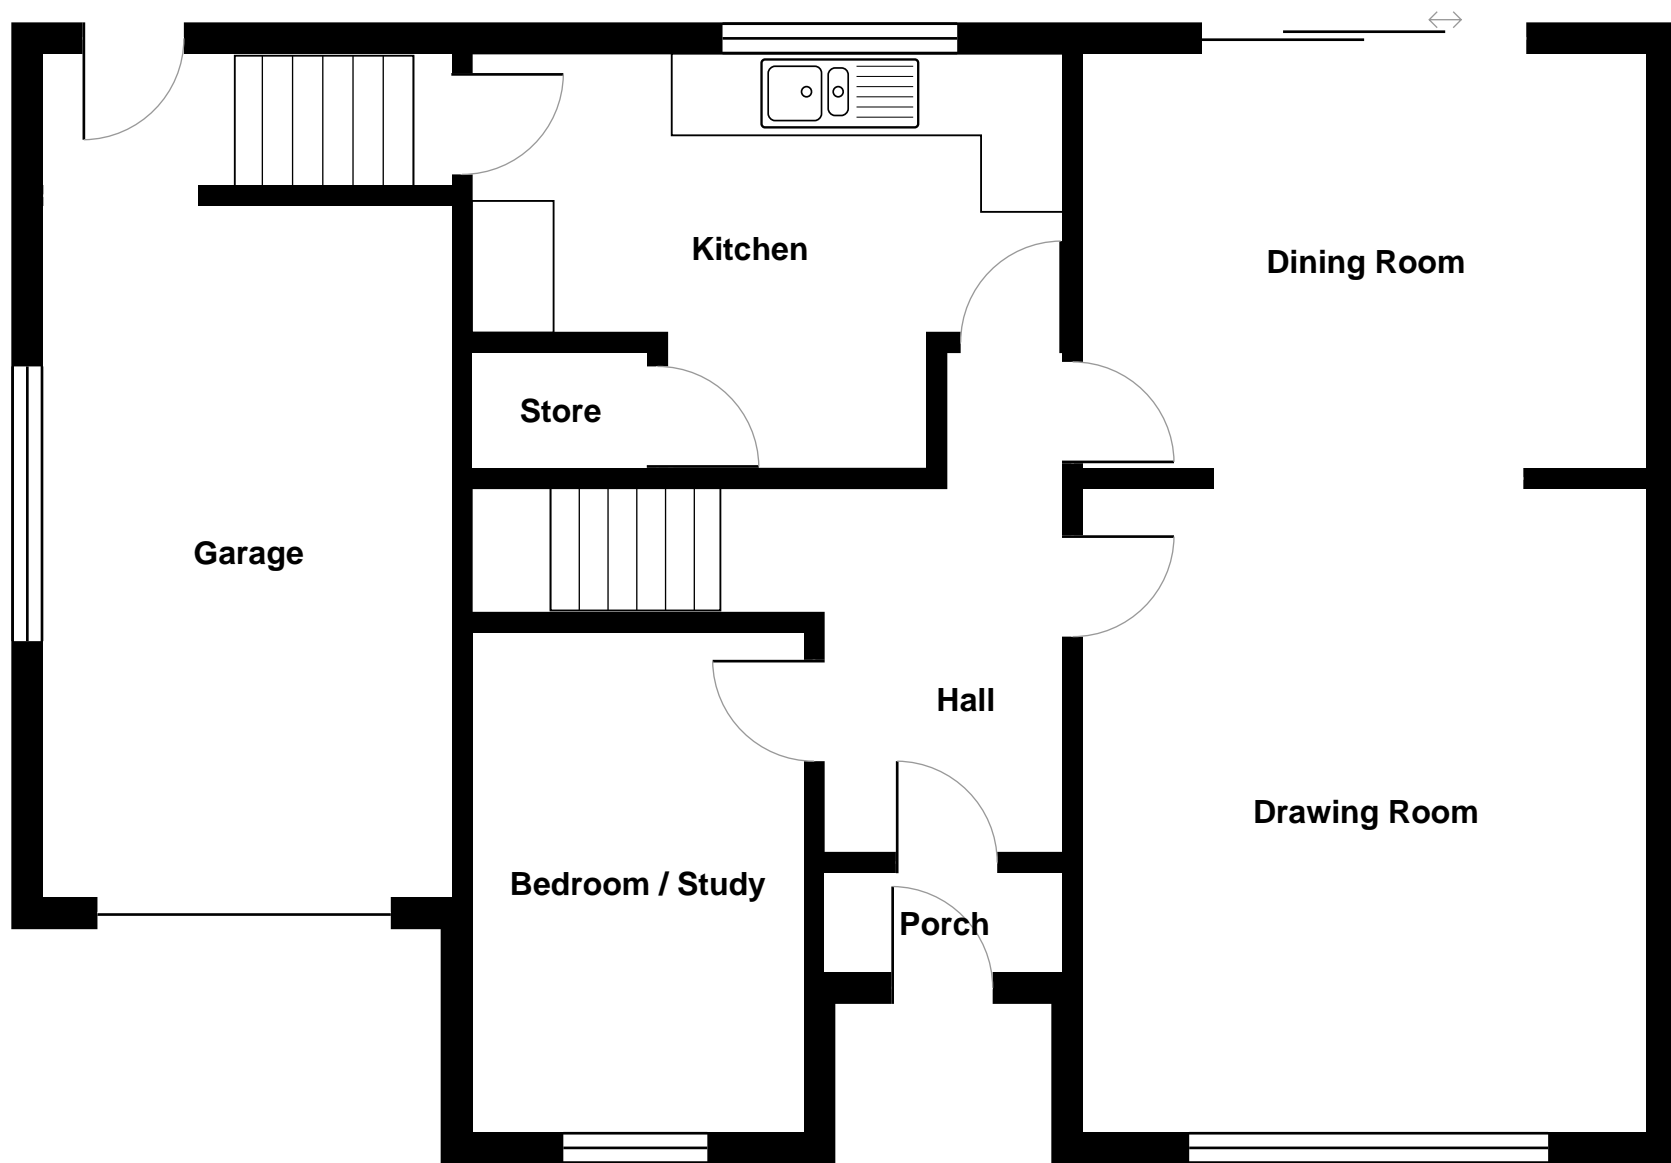 Kitchen
Dining Room
Store
Garage
Hall
Drawing Room
Bedroom / Study
Porch